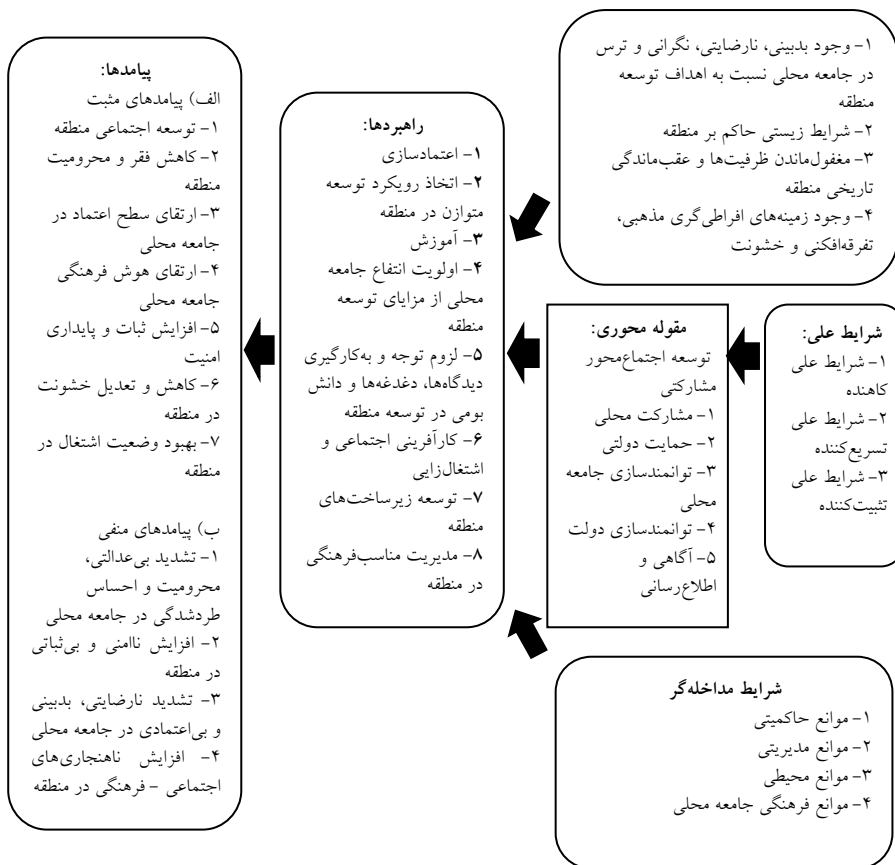 ۱- وجود بدبینی، نارضایتی، نگرانی و ترس
در جامعه محلی نسبت به اهداف توسعه
منطقه
۲- شرایط زیستی حاکم بر منطقه
۳- مغفول‌ماندن ظرفیت‌ها و عقب‌ماندگی
تاریخی منطقه
۴- وجود زمینه‌های افراطی‌گری مذهبی،
تفرقه‌افکنی و خشونت
شرایط علی:
۱- شرایط علی
کاهنده
۲- شرایط علی
تسریع‌کننده
۳- شرایط علی
تثبیت‌کننده
مقوله محوری:
توسعه اجتماع‌محور
مشارکتی
۱- مشارکت محلی
۲- حمایت دولتی
۳- توانمندسازی جامعه
محلی
۴- توانمندسازی دولت
۵- آگاهی و
اطلاع‌رسانی
شرایط مداخله‌گر
۱- موانع حاکمیتی
۲- موانع مدیریتی
۳- موانع محیطی
۴- موانع فرهنگی جامعه محلی
راهبردها:
۱- اعتمادسازی
۲- اتخاذ رویکرد توسعه
متوازن در منطقه
۳- آموزش
۴- اولویت انتفاع جامعه
محلی از مزایای توسعه
منطقه
۵- لزوم توجه و به‌کارگیری
دیدگاه‌ها، دغدغه‌ها و دانش
بومی در توسعه منطقه
۶- کارآفرینی اجتماعی و
اشتغال‌زایی
۷- توسعه زیرساخت‌های
منطقه
۸- مدیریت مناسب‌فرهنگی
در منطقه
پیامدها:
الف) پیامدهای مثبت
۱- توسعه اجتماعی منطقه
۲- کاهش فقر و محرومیت
منطقه
۳- ارتقای سطح اعتماد در
جامعه محلی
۴- ارتقای هوش فرهنگی
جامعه محلی
۵- افزایش ثبات و پایداری
امنیت
۶- کاهش و تعدیل خشونت
در منطقه
۷- بهبود وضعیت اشتغال در
منطقه
ب) پیامدهای منفی
۱- تشدید بی‌عدالتی،
محرومیت و احساس
طردشدگی در جامعه محلی
۲- افزایش ناامنی و بی‌ثباتی
در منطقه
۳- تشدید نارضایتی، بدبینی
و بی‌اعتمادی در جامعه محلی
۴- افزایش ناهنجاری‌های
اجتماعی – فرهنگی در منطقه